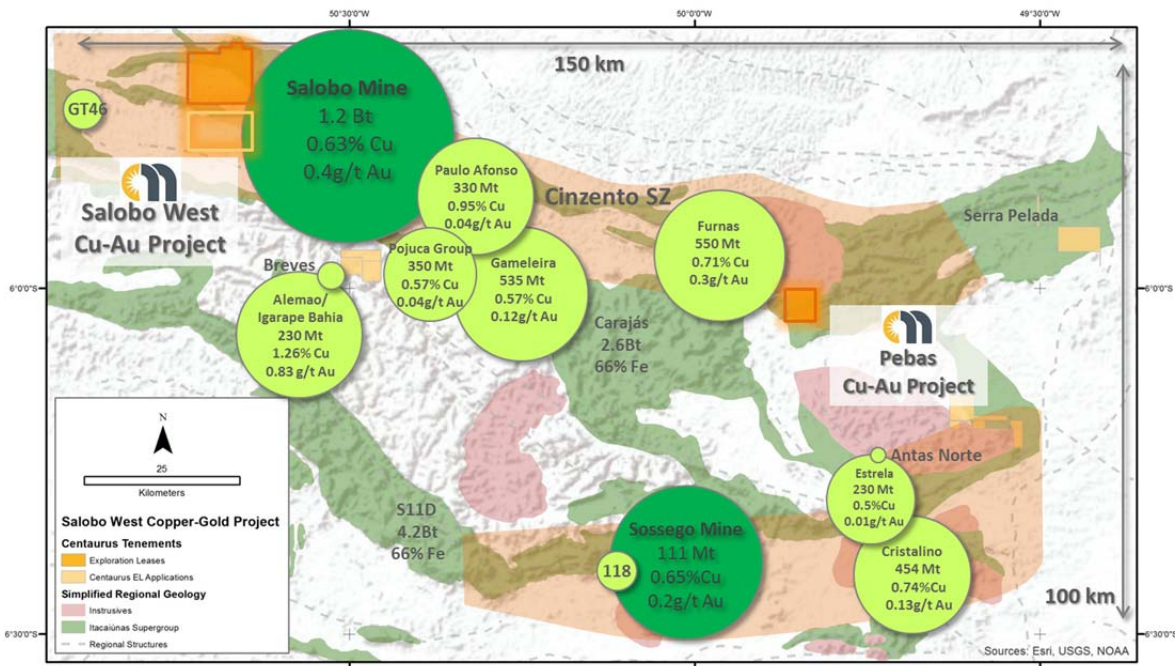 50°30'0"W
50°0'0"W
49°30'0"W
150 km
GT46
Salobo Mine
1.2 Bt
0.63% Cu
0.4g/t Au
Salobo West
Cu-Au Project
Paulo Afonso
330 Mt
0.95% Cu
0.04g/t Au
Cinzento SZ
Serra Pelada
Furnas
550 Mt
0.71% Cu
0.3g/t Au
Pojuca Group
350 Mt
0.57% Cu
0.04g/t Au
Gameleira
535 Mt
0.57% Cu
0.12g/t Au
Breves
6°0'0"S
6°0'0"S
Alemao/
Igarape Bahia
230 Mt
1.26% Cu
0.83 g/t Au
Carajás
2.6Bt
66% Fe
Pebas
Cu-Au Project
N
25
Kilometers
Salobo West Copper-Gold Project
Centaurus Tenements
Exploration Leases
Centaurus EL Applications
Simplified Regional Geology
Instrusives
Itacaiúnas Supergroup
Regional Structures
S11D
4.2Bt
66% Fe
Antas Norte
Estrela
230 Mt
0.5%Cu
0.01g/t Au
Sossego Mine
111 Mt
0.65%Cu
0.2g/t Au
118
Cristalino
454 Mt
0.74%Cu
0.13g/t Au
100 km
6°30'0"S
6°30'0"S
Sources: Esri, USGS, NOAA